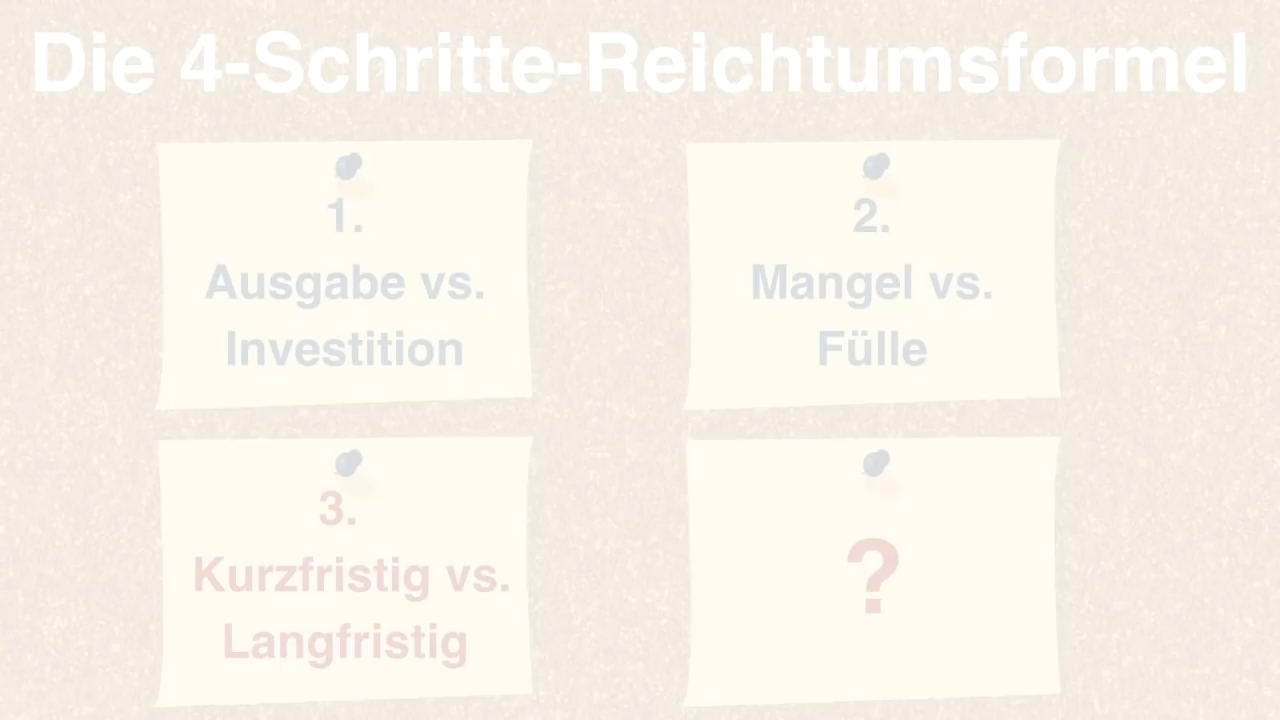 Die 4-Schritte-Reichtumsformel
1.
Ausgabe vs.
Investition
2.
Mangel vs.
Fülle
3.
Kurzfristig vs.
Langfristig
?